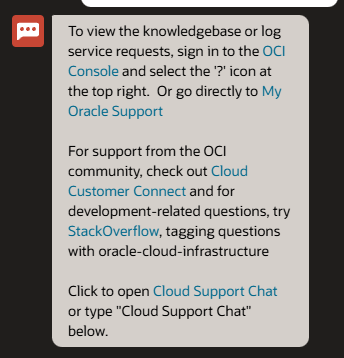 To view the knowledgebase or log
service requests, sign in to the OCI
Console and select the '?' icon at
the top right.  Or go directly to My
Oracle Support
For support from the OCI
community, check out Cloud
Customer Connect and for
development-related questions, try
StackOverflow, tagging questions
with oracle-cloud-infrastructure
Click to open Cloud Support Chat
or type "Cloud Support Chat"
below.